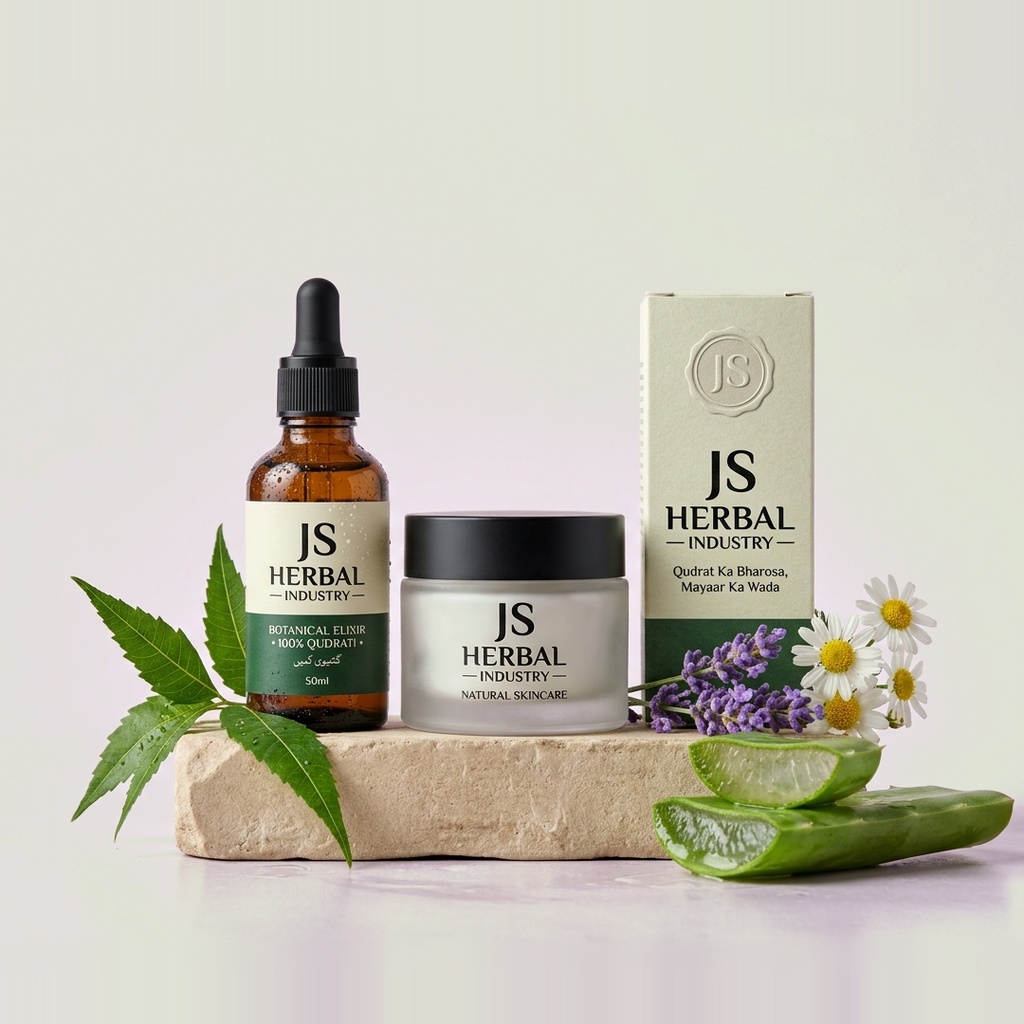 JS
HERBAL
INDUSTRY
BOTANICAL ELIXIR
• 100% QUDRATI •
50ml
JS
HERBAL
INDUSTRY
NATURAL SKINCARE
JS
JS
HERBAL
INDUSTRY
Qudrat Ka Bharosa,
Mayaar Ka Wada